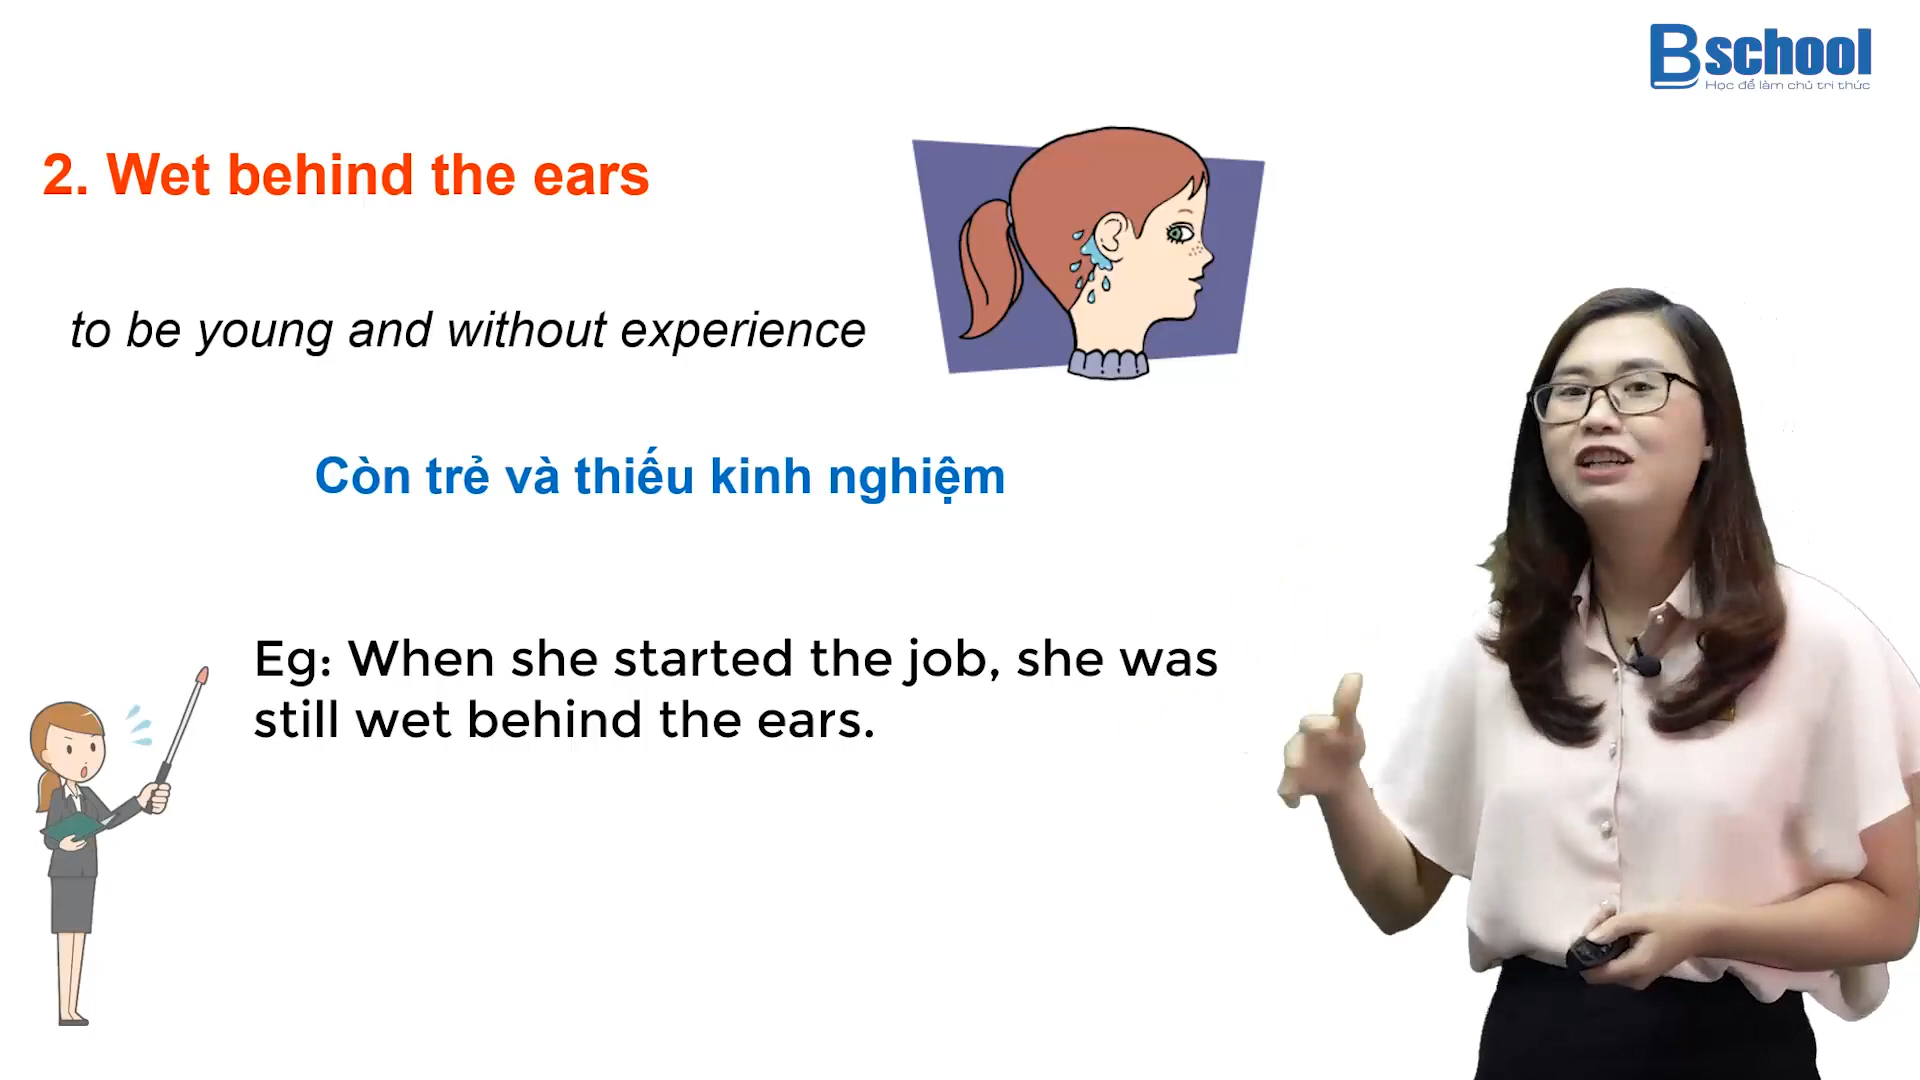 Bschool
Học để làm chủ tri thức
2. Wet behind the ears
to be young and without experience
Còn trẻ và thiếu kinh nghiệm
Eg: When she started the job, she was
still wet behind the ears.